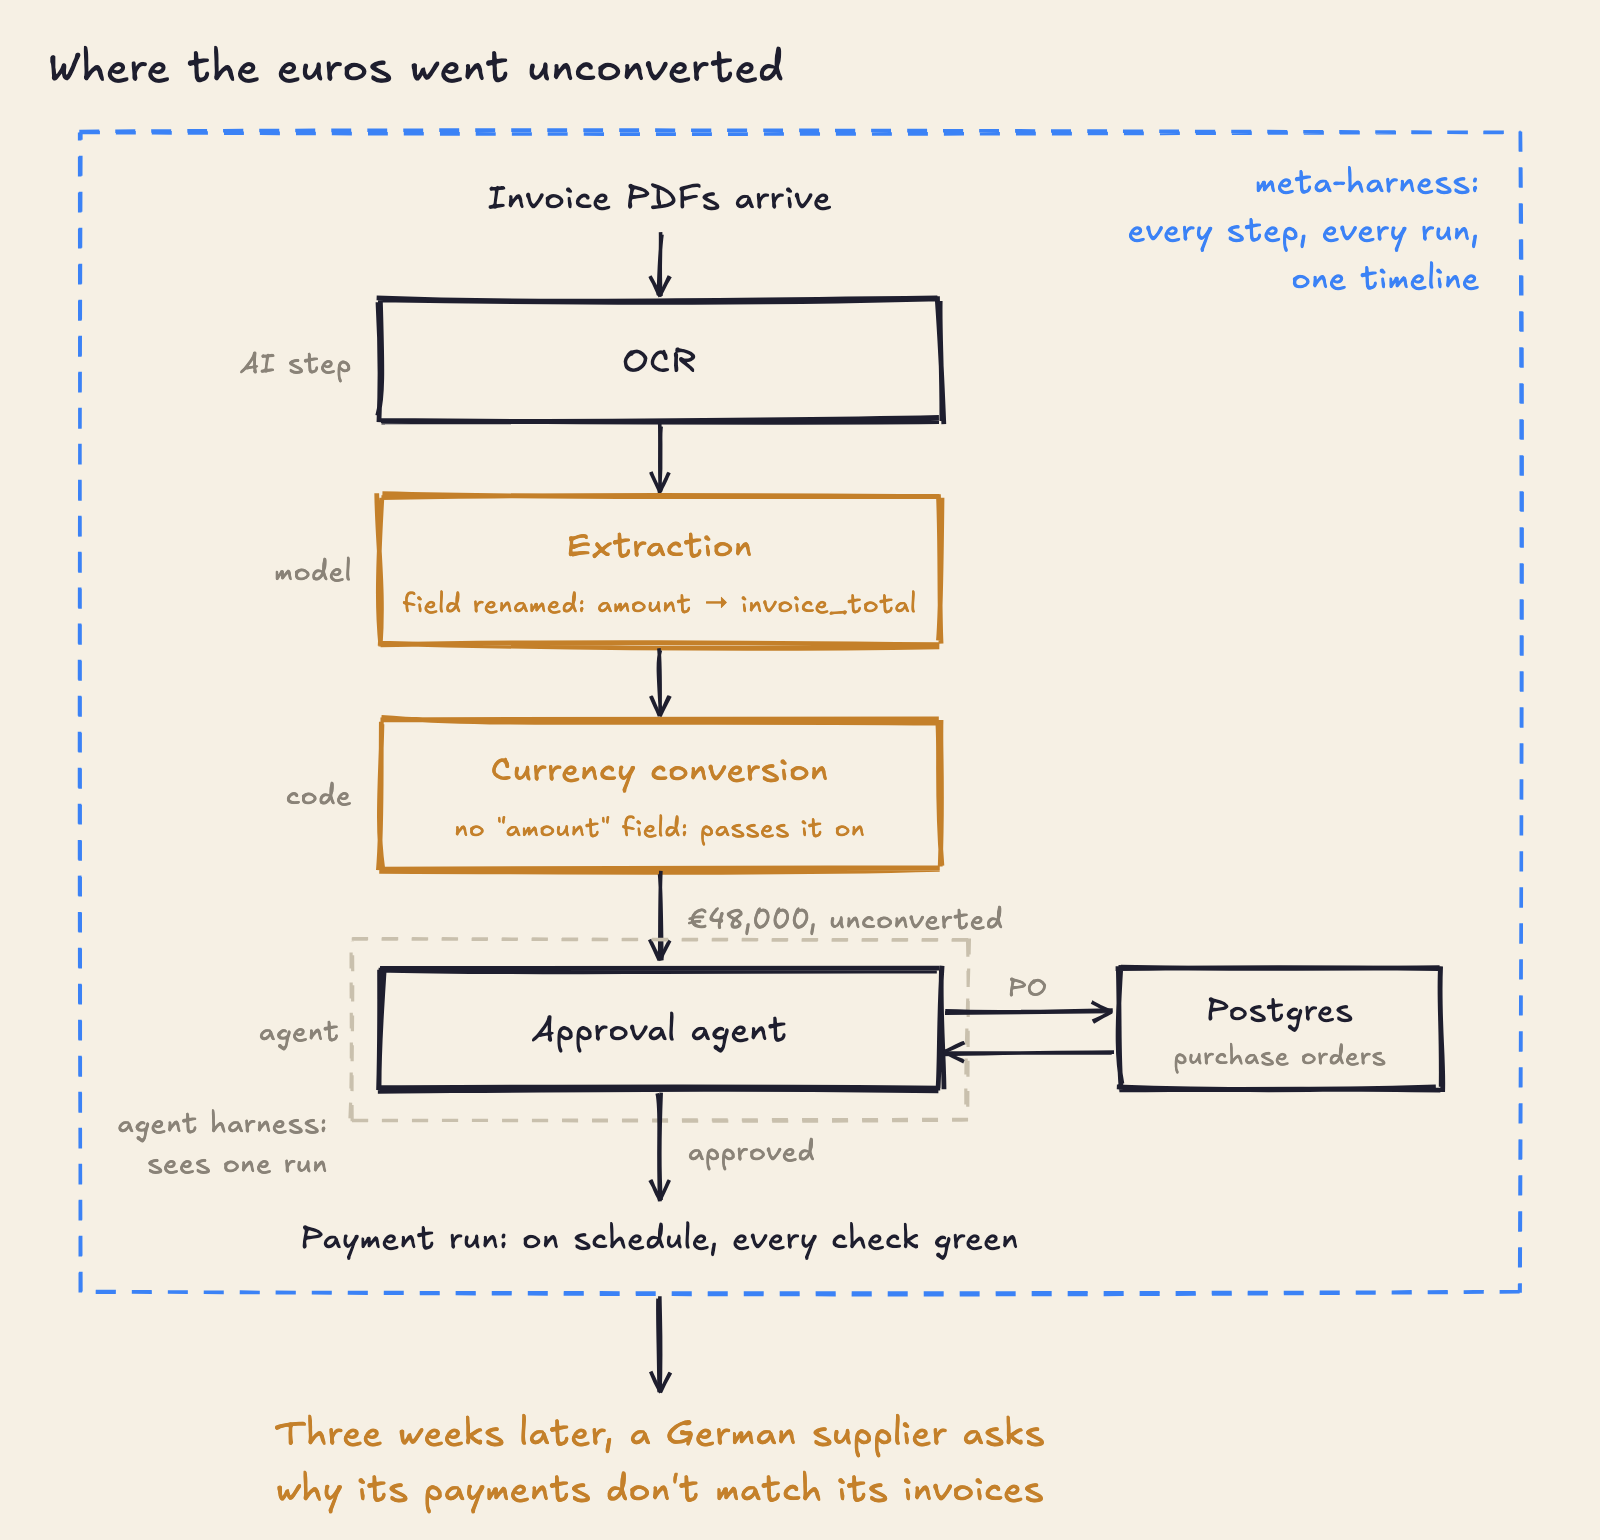 Where the euros went unconverted
Invoice PDFs arrive
meta-harness:
every step, every run,
one timeline
AI step
OCR
model
Extraction
field renamed: amount → invoice_total
code
Currency conversion
no "amount" field: passes it on
€48,000, unconverted
agent
Approval agent
PO
Postgres
purchase orders
agent harness:
sees one run
approved
Payment run: on schedule, every check green
Three weeks later, a German supplier asks
why its payments don't match its invoices